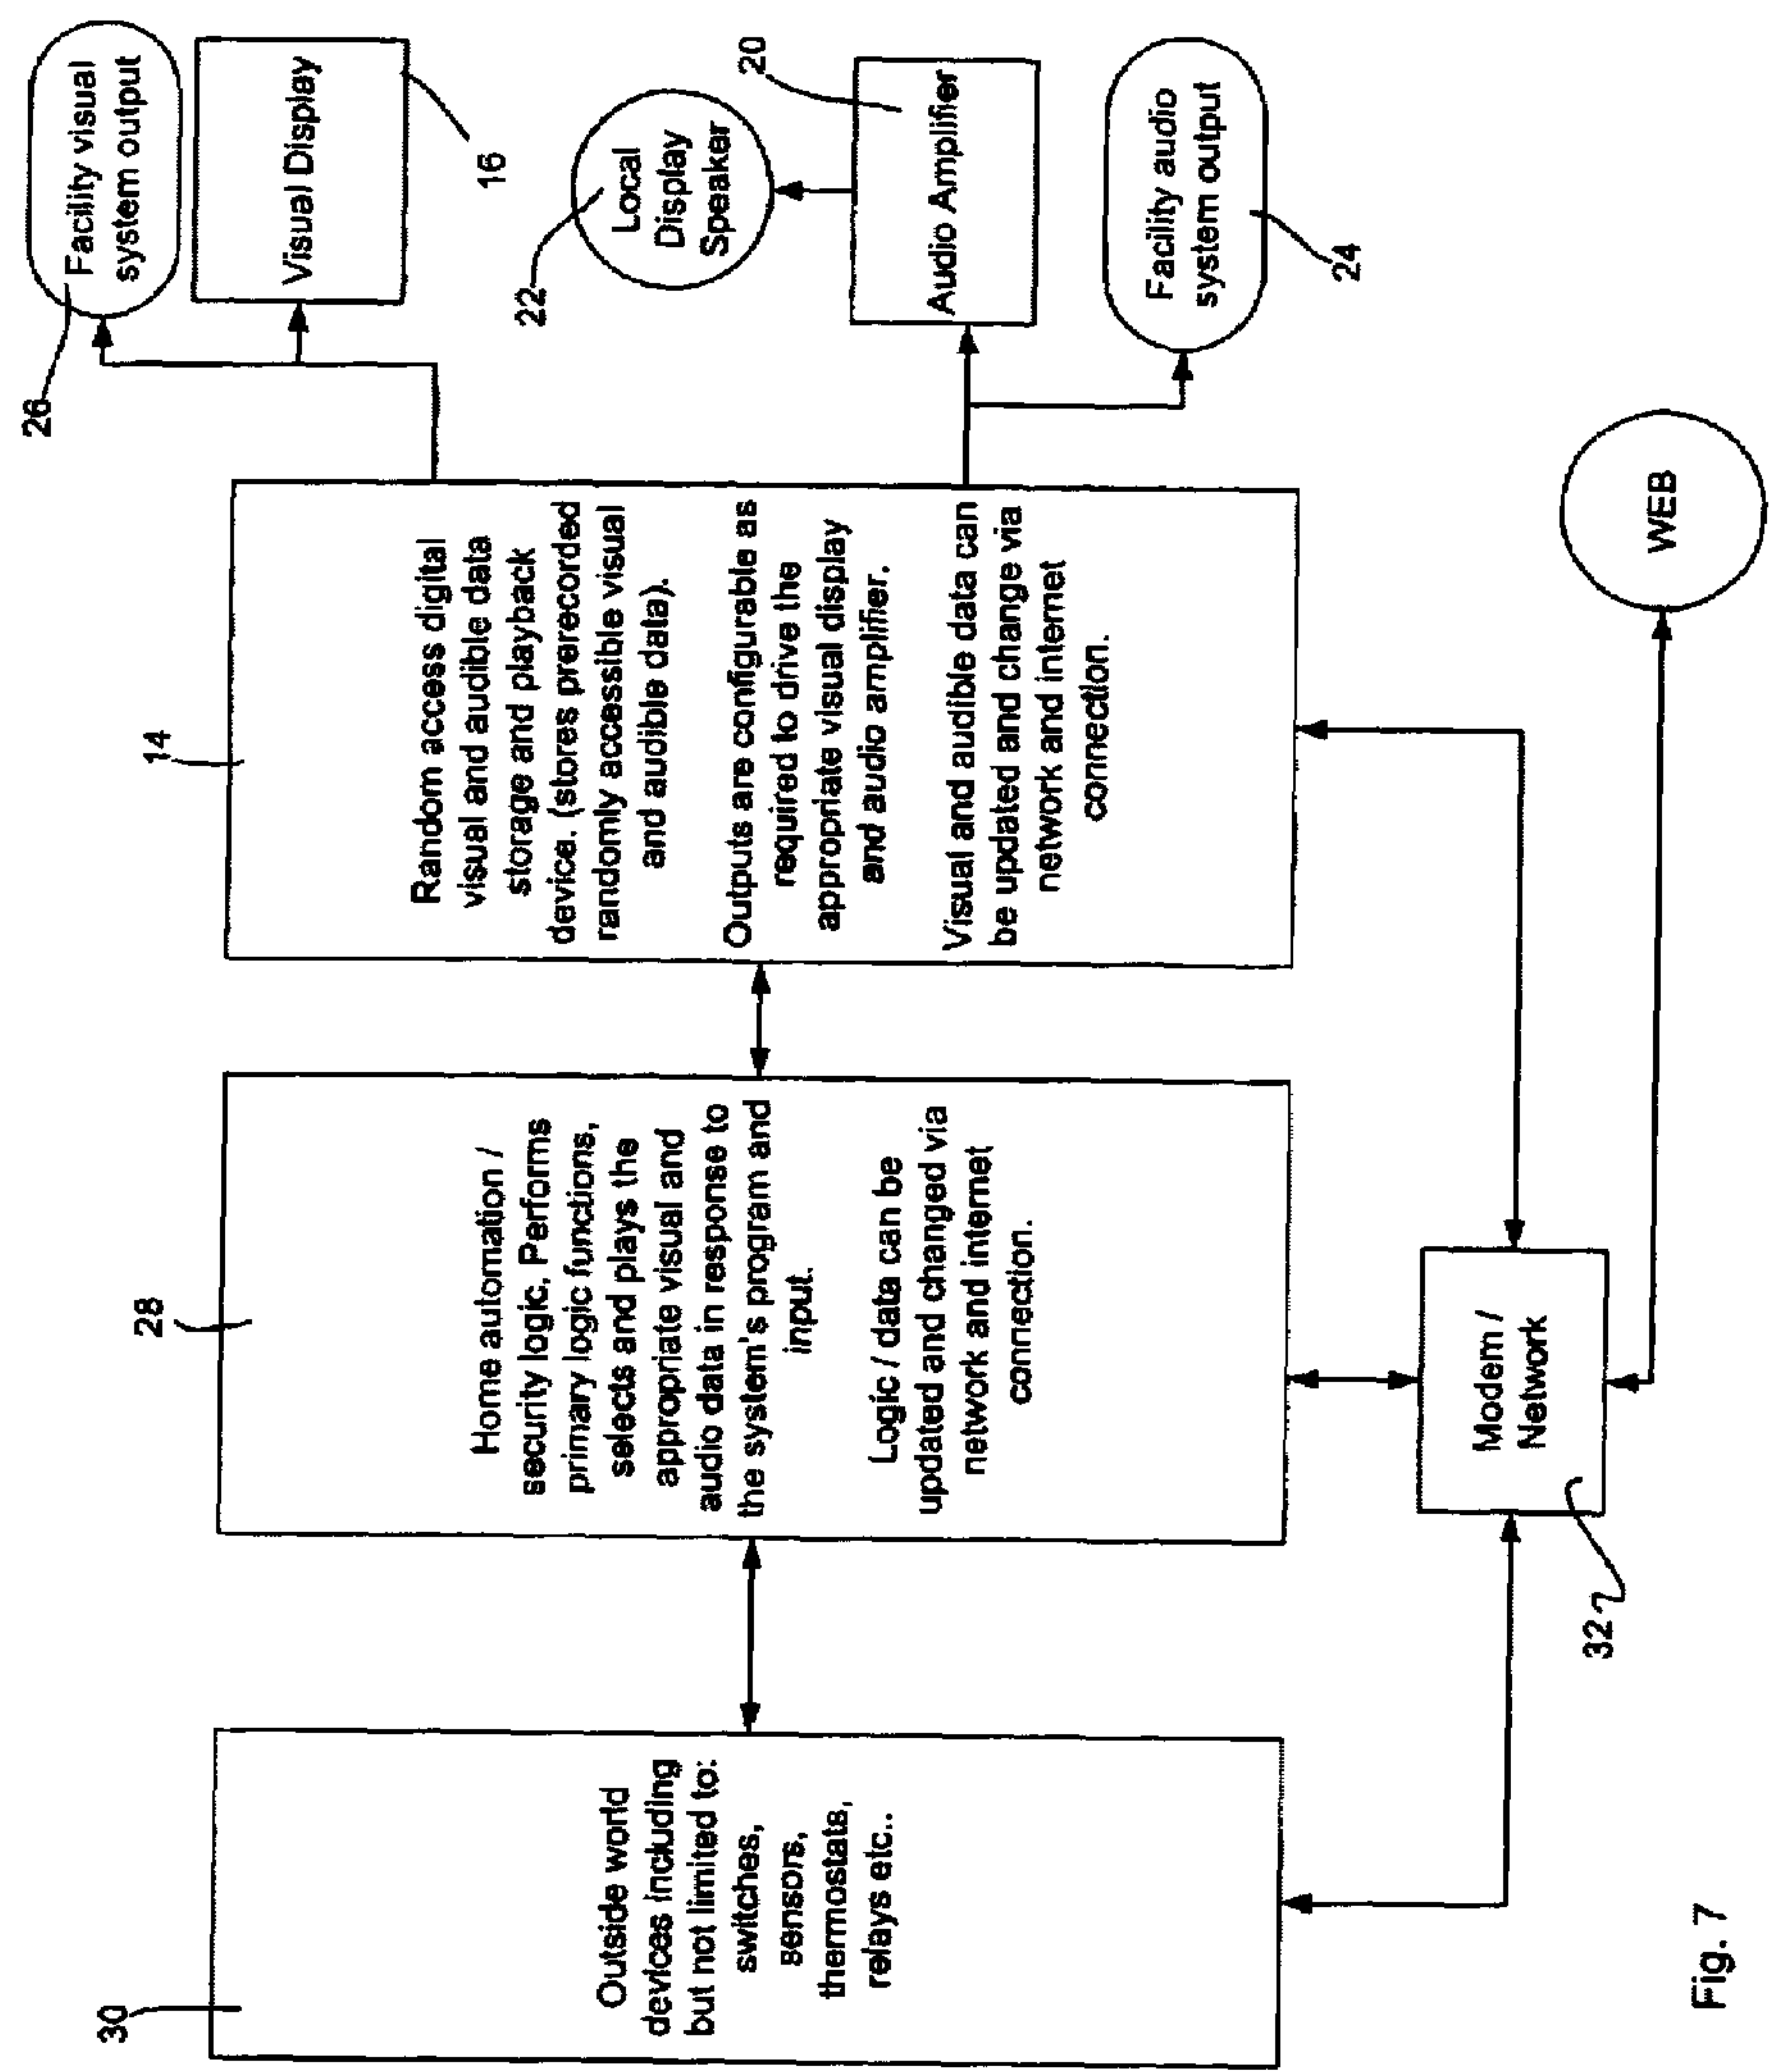 30
Outside world
devices including
but not limited to:
switches,
sensors,
thermostats,
relays etc..
28
Home automation /
security logic. Performs
primary logic functions,
selects and plays the
appropriate visual and
audio data in response to
the system's program and
input.
Logic / data can be
updated and changed via
network and internet
connection.
14
Random access digital
visual and audible data
storage and playback
device. (stores prerecorded
randomly accessible visual
and audible data).
Outputs are configurable as
required to drive the
appropriate visual display
and audio amplifier.
Visual and audible data can
be updated and change via
network and internet
connection.
26
Facility visual
system output
Visual Display
16
22
Local
Display
Speaker
20
Audio Amplifier
Facility audio
system output
24
Modem /
Network
32
WEB
Fig. 7